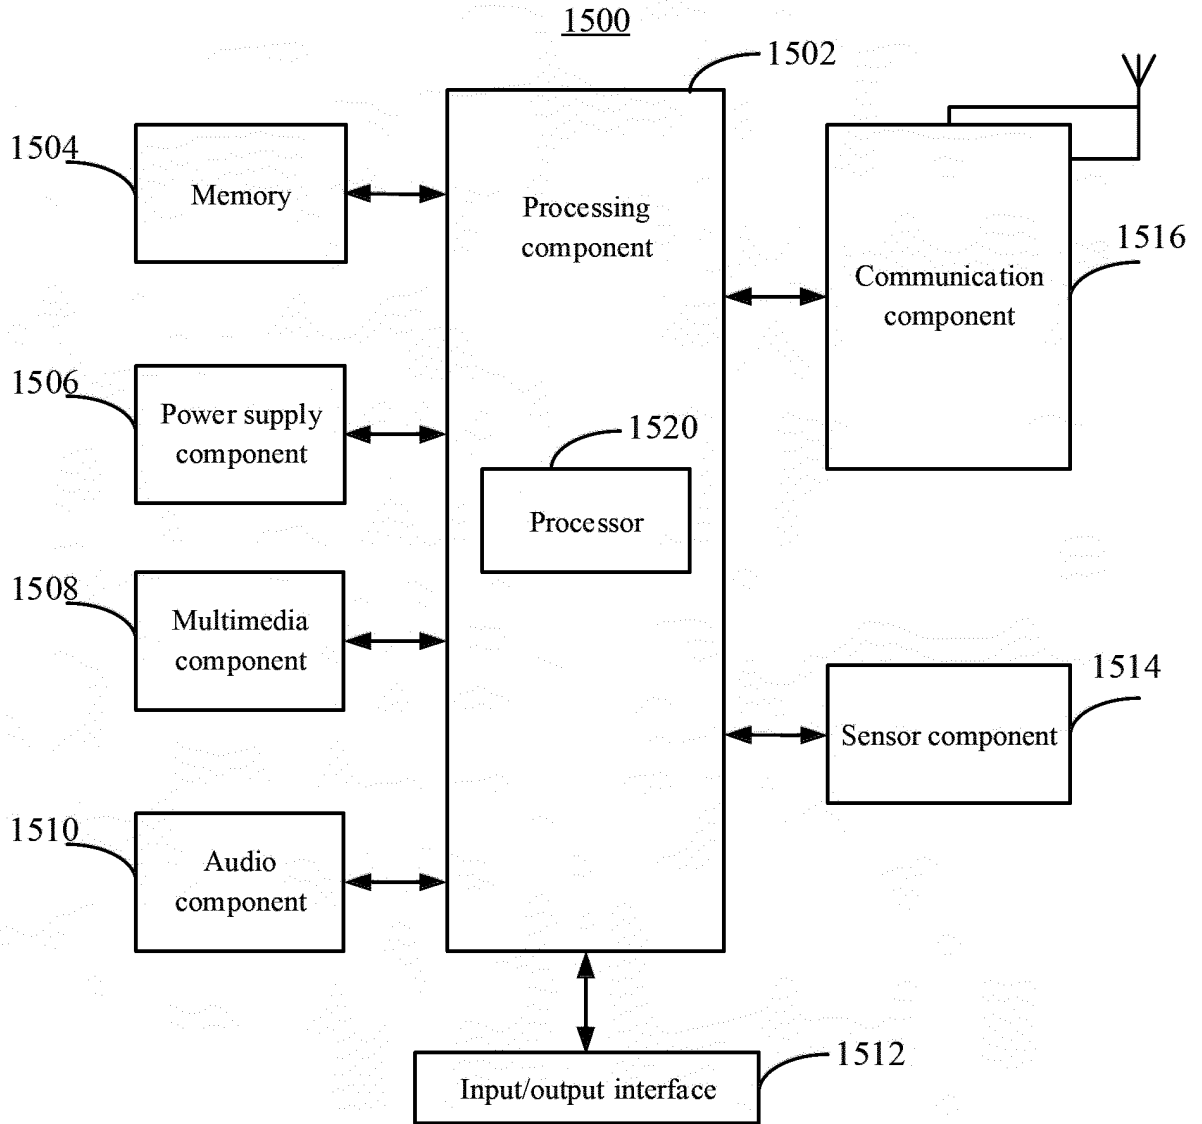 1500
1502
1504
Memory
Processing
component
1516
Communication
component
1506
Power supply
component
1520
Processor
1508
Multimedia
component
1514
Sensor component
1510
Audio
component
1512
Input/output interface